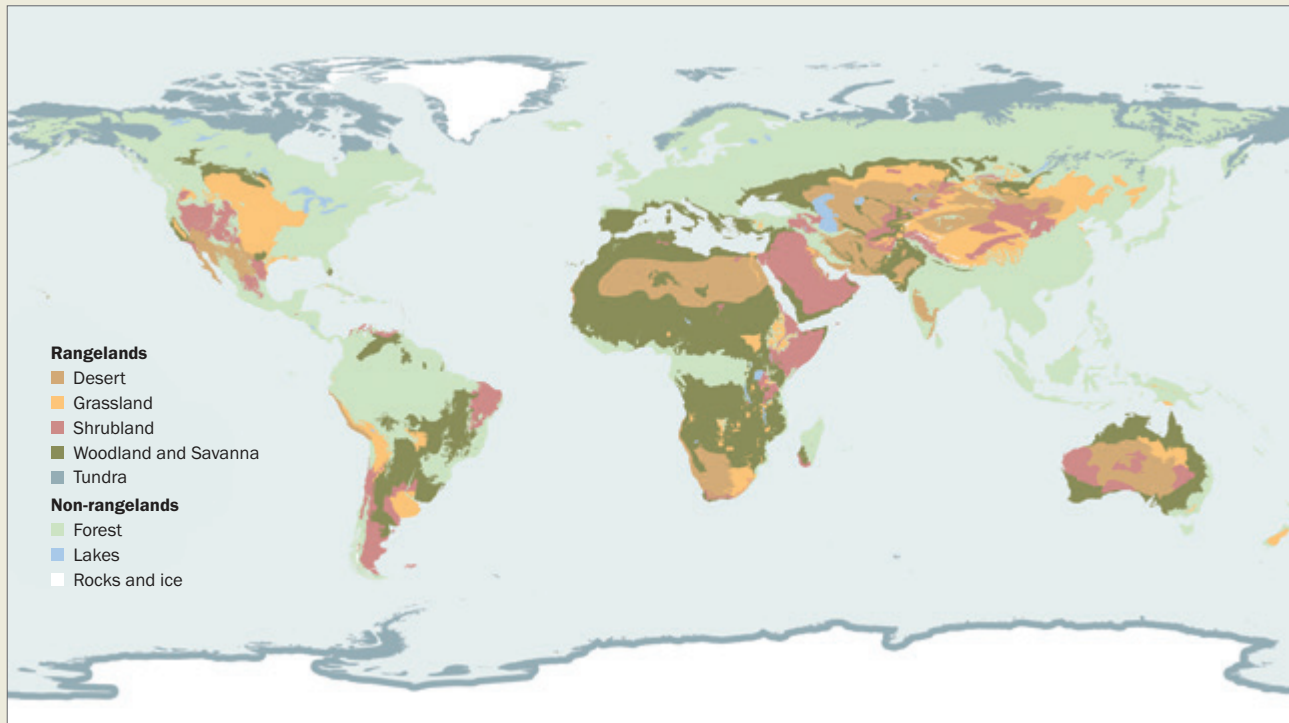 Rangelands
Desert
Grassland
Shrubland
Woodland and Savanna
Tundra
Non-rangelands
Forest
Lakes
Rocks and ice